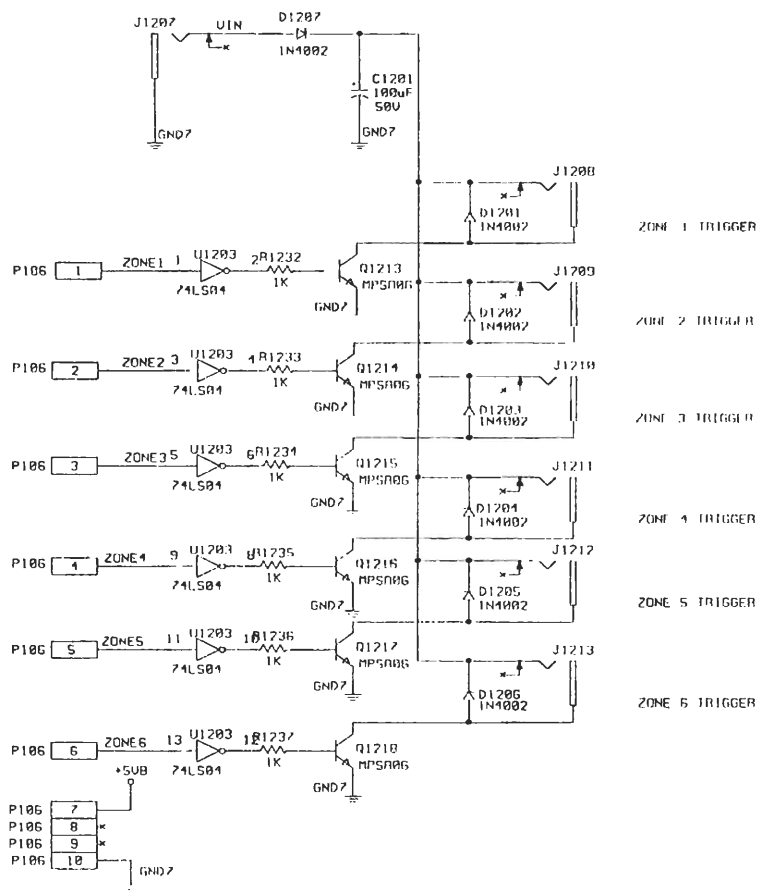 D1207
J1207 VIN
1N4002
C1201
100uF
50V
GND7
J1208
D1201
1N4002
ZONE 1 TRIGGER
P106 1 ZONE1 1 U1203 2 R1232
74LS04 1K
Q1213
MPSA06
GND7
J1209
D1202
1N4002
ZONE 2 TRIGGER
P106 2 ZONE2 3 U1203 4 R1233
74LS04 1K
Q1214
MPSA06
GND7
J1210
D1203
1N4002
ZONE 3 TRIGGER
P106 3 ZONE3 5 U1203 6 R1234
74LS04 1K
Q1215
MPSA06
GND7
J1211
D1204
1N4002
ZONE 4 TRIGGER
P106 4 ZONE4 9 U1203 8 R1235
74LS04 1K
Q1216
MPSA06
GND7
J1212
D1205
1N4002
ZONE 5 TRIGGER
P106 5 ZONE5 11 U1203 10 R1236
74LS04 1K
Q1217
MPSA06
GND7
J1213
D1206
1N4002
ZONE 6 TRIGGER
P106 6 ZONE6 13 U1203 12 R1237
74LS04 1K
Q1218
MPSA06
GND7
+5VB
P106 7
P106 8
P106 9
P106 10
GND7